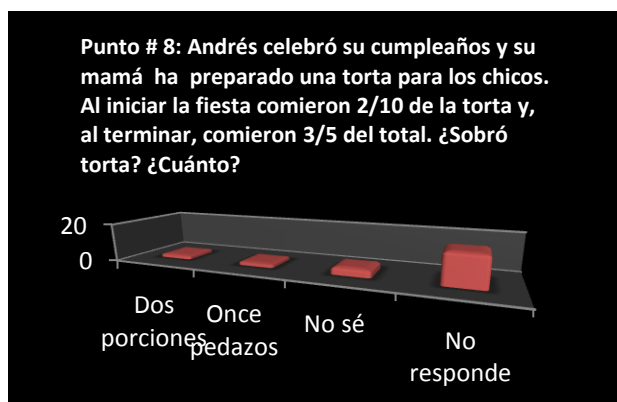 Punto # 8: Andrés celebró su cumpleaños y su
mamá ha preparado una torta para los chicos.
Al iniciar la fiesta comieron 2/10 de la torta y,
al terminar, comieron 3/5 del total. ¿Sobró
torta? ¿Cuánto?
20
0
Dos
porciones
Once
pedazos
No sé
No
responde